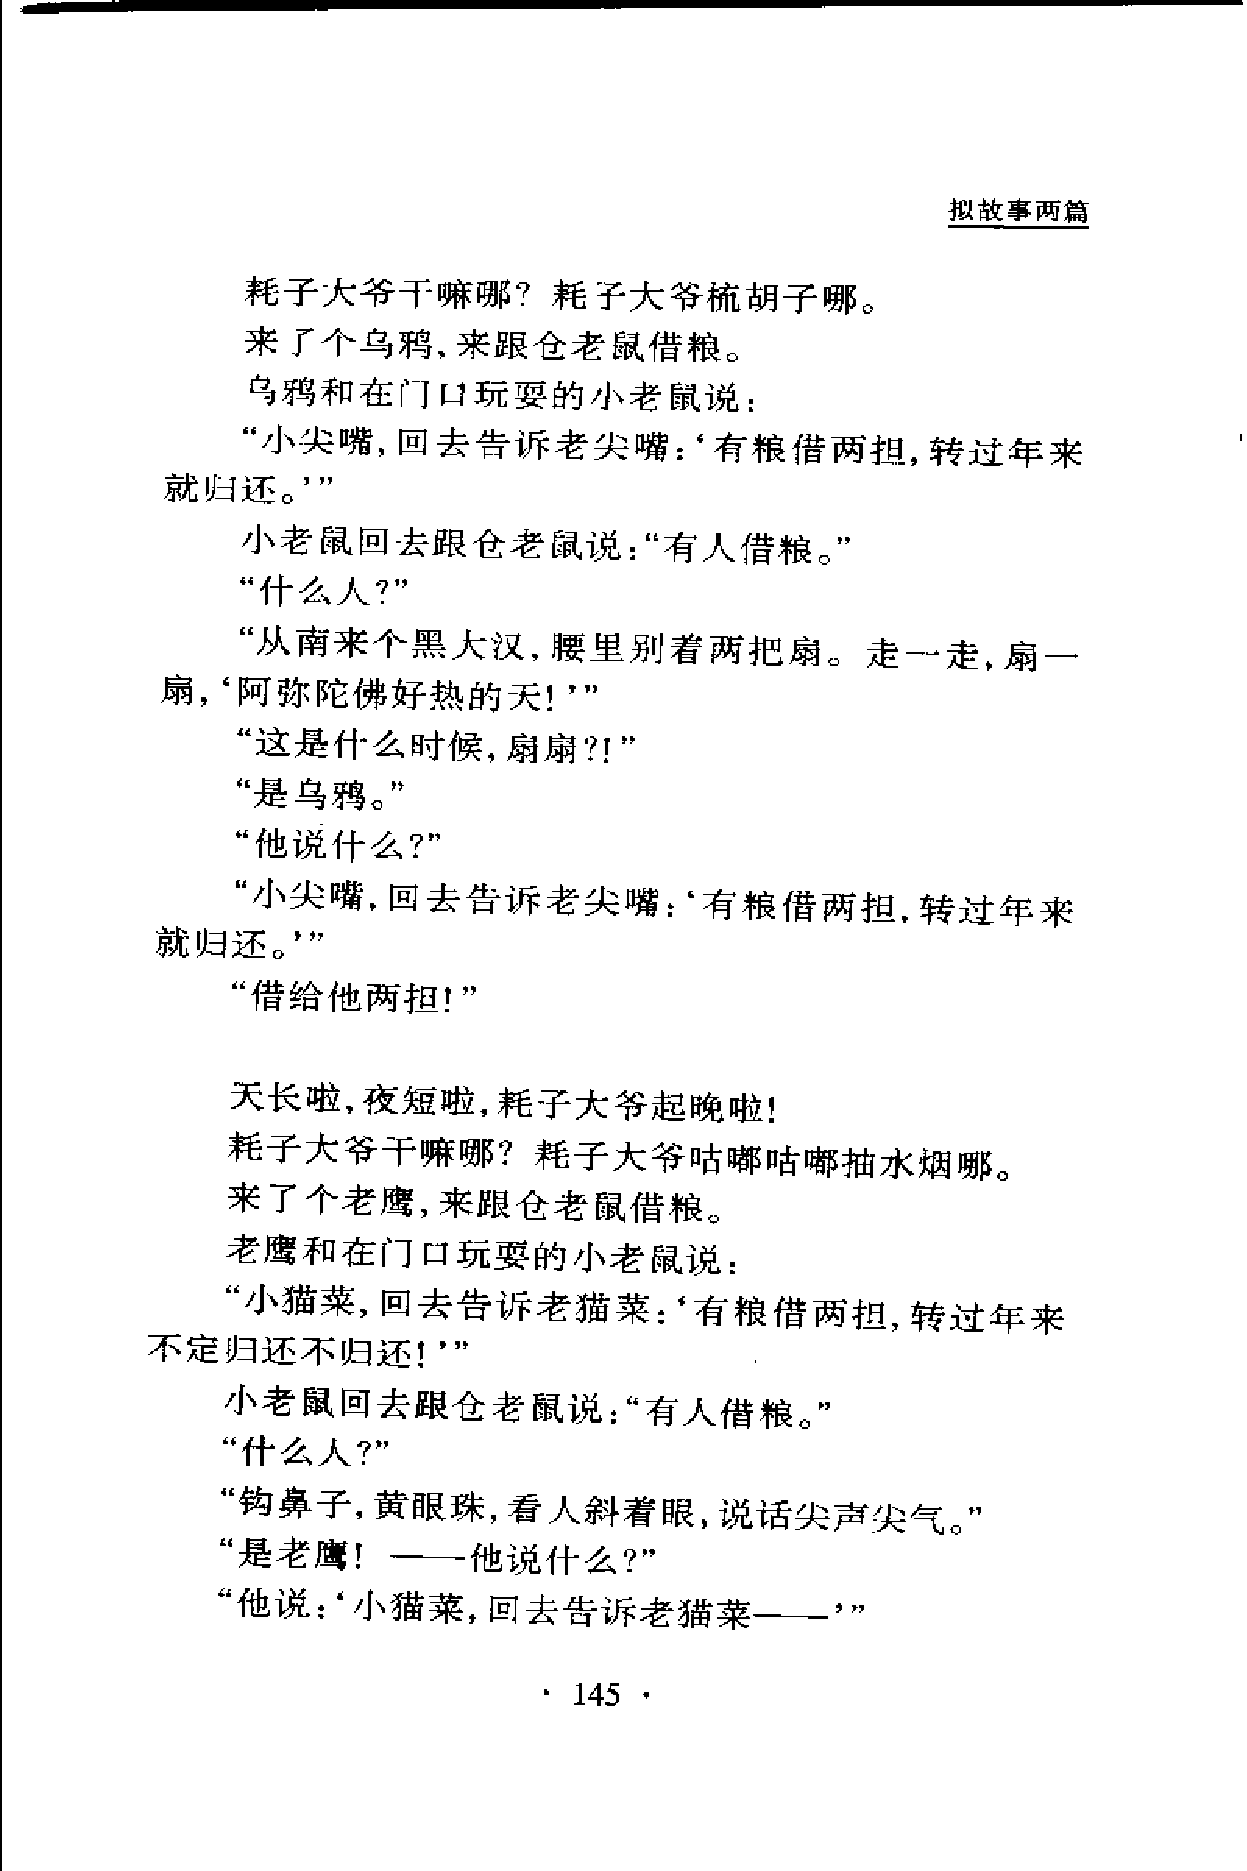 拟故事两篇
耗子大爷干嘛哪？耗子大爷梳胡子哪。
来了个乌鸦，来跟仓老鼠借粮。
乌鸦和在门口玩耍的小老鼠说：
“小尖嘴，回去告诉老尖嘴：‘有粮借两担，转过年来
就归还。’”
小老鼠回去跟仓老鼠说：“有人借粮。”
“什么人？”
“从南来个黑大汉，腰里别着两把扇。走一走，扇一
扇，‘阿弥陀佛好热的天！’”
“这是什么时候，扇扇？！”
“是乌鸦。”
“他说什么？”
“小尖嘴，回去告诉老尖嘴：‘有粮借两担，转过年来
就归还。’”
“借给他两担！”
天长啦，夜短啦，耗子大爷起晚啦！
耗子大爷干嘛哪？耗子大爷咕嘟咕嘟抽水烟哪。
来了个老鹰，来跟仓老鼠借粮。
老鹰和在门口玩耍的小老鼠说：
“小猫菜，回去告诉老猫菜：‘有粮借两担，转过年来
不定归还不归还！’”
小老鼠回去跟仓老鼠说：“有人借粮。”
“什么人？”
“钩鼻子，黄眼珠，看人斜着眼，说话尖声尖气。”
“是老鹰！——他说什么？”
“他说：‘小猫菜，回去告诉老猫菜——’”
· 145 ·